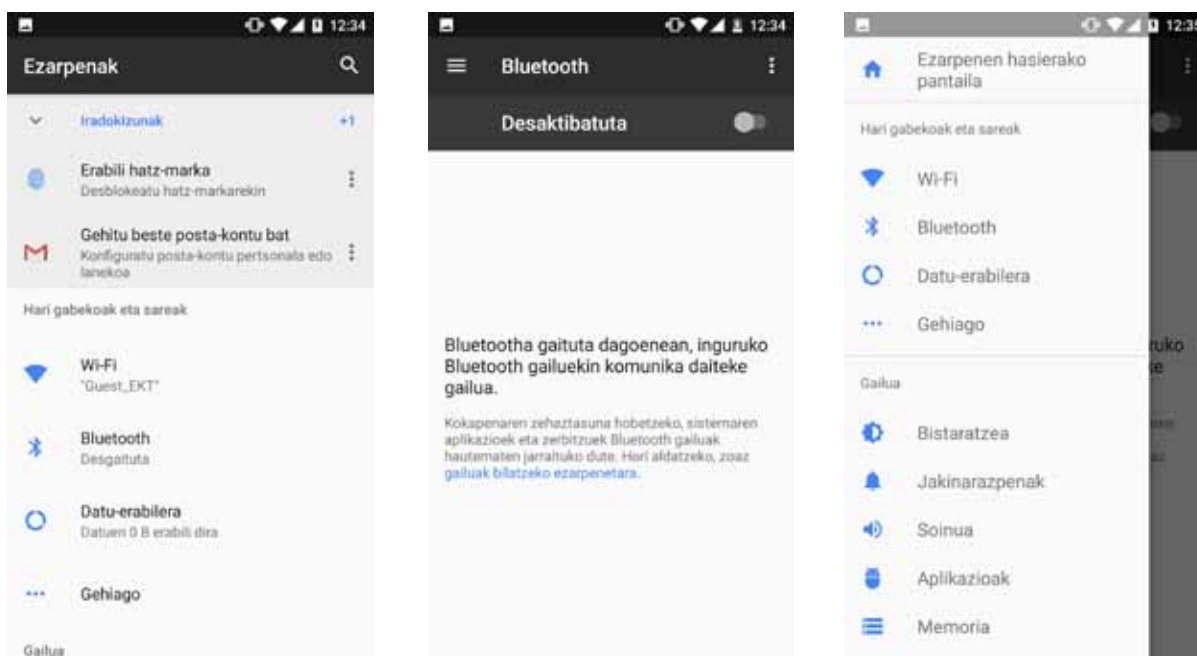 12:34
Ezarpenak
Iradokizunak
+1
Erabili hatz-marka
Desblokeatu hatz-markarekin
Gehitu beste posta-kontu bat
Konfiguratu posta-kontu pertsonala edo
lanekoa
Hari gabekoak eta sareak
Wi-Fi
"Guest_EKT"
Bluetooth
Desgaituta
Datu-erabilera
Datuen 0 B erabili dira
Gehiago
Gailua
12:34
Bluetooth
Desaktibatuta
Bluetootha gaituta dagoenean, inguruko
Bluetooth gailuekin komunika daiteke
gailua.
Kokapenaren zehaztasuna hobetzeko, sistemaren
aplikazioek eta zerbitzuek Bluetooth gailuak
hautematen jarraituko dute. Hori aldatzeko, zoaz
gailuak bilatzeko ezarpenetara.
12:35
Ezarpenen hasierako
pantaila
Hari gabekoak eta sareak
Wi-Fi
Bluetooth
Datu-erabilera
Gehiago
ruko
Gailua
Bistaratzea
Jakinarazpenak
Soinua
Aplikazioak
Memoria